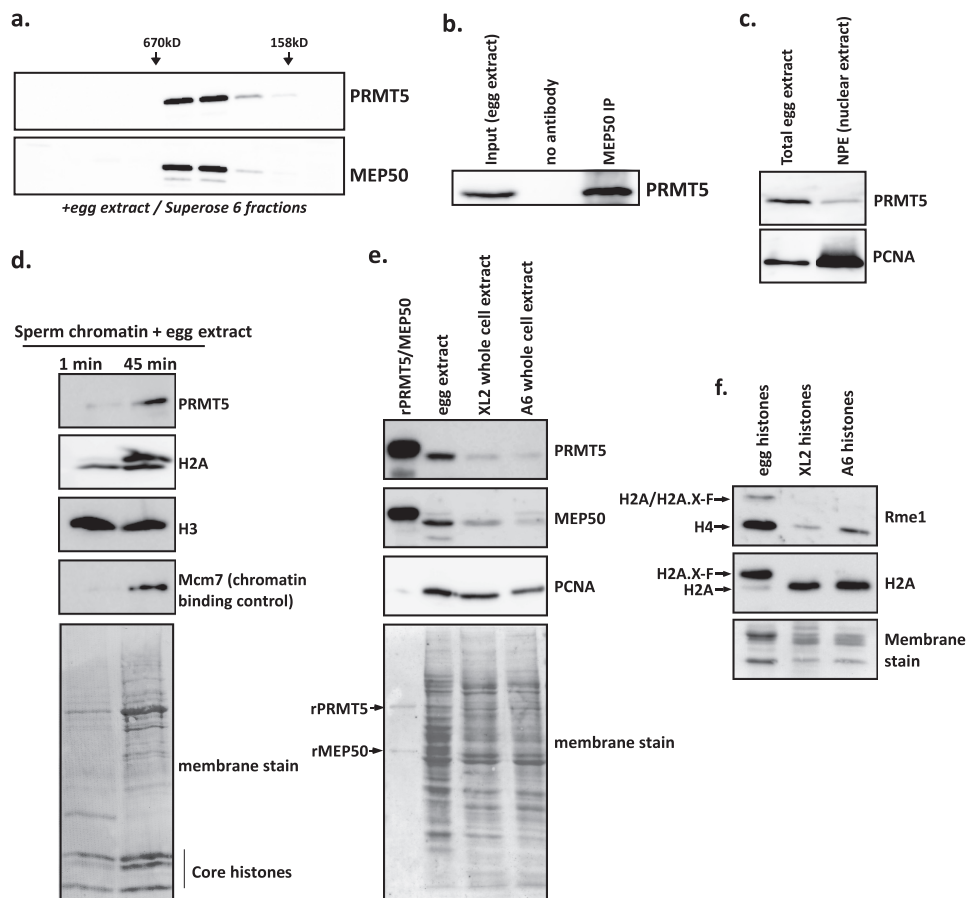 a.
670kD
158kD
PRMT5
MEP50
+egg extract / Superose 6 fractions
b.
Input (egg extract)
no antibody
MEP50 IP
PRMT5
c.
Total egg extract
NPE (nuclear extract)
PRMT5
PCNA
d.
Sperm chromatin + egg extract
1 min
45 min
PRMT5
H2A
H3
Mcm7 (chromatin
binding control)
membrane stain
Core histones
e.
rPRMT5/MEP50
egg extract
XL2 whole cell extract
A6 whole cell extract
PRMT5
MEP50
PCNA
rPRMT5
rMEP50
membrane stain
f.
egg histones
XL2 histones
A6 histones
H2A/H2A.X-F
H4
Rme1
H2A.X-F
H2A
H2A
Membrane
stain